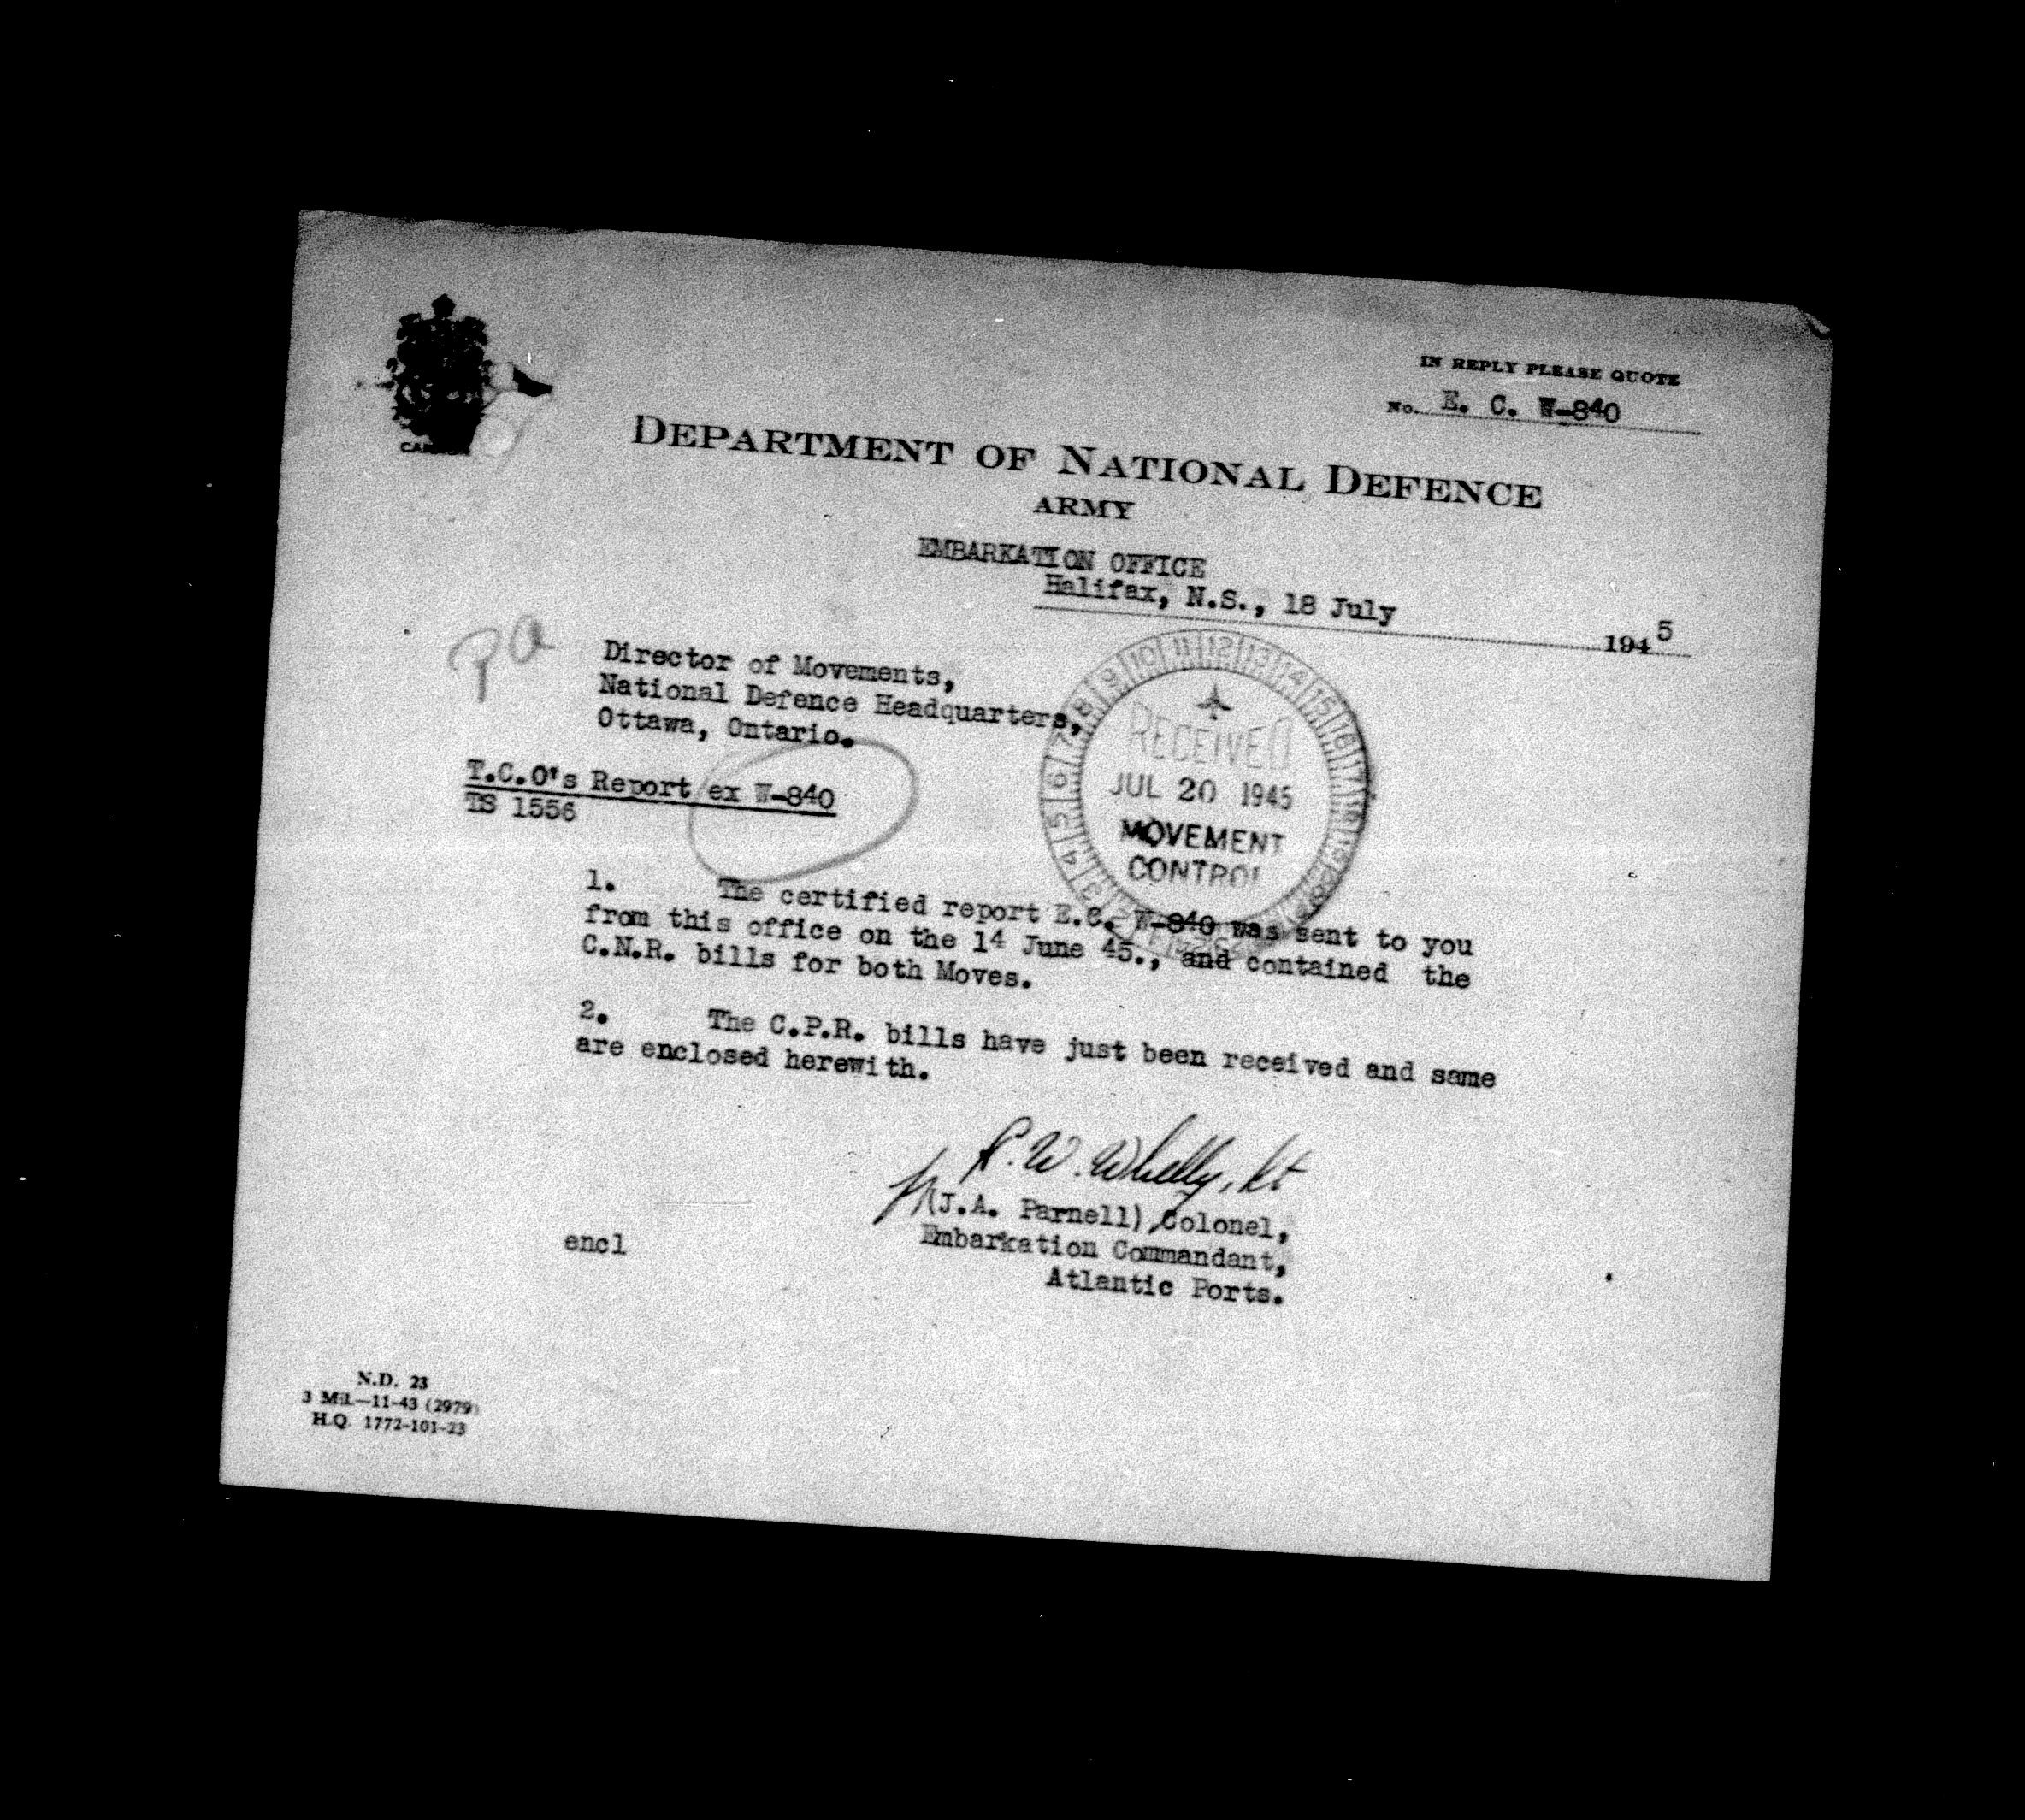 IN REPLY PLEASE QUOTE
No. E. C. W-840
DEPARTMENT OF NATIONAL DEFENCE
ARMY
EMBARKATION OFFICE
Halifax, N.S., 18 July 1945
Pa
Director of Movements,
National Defence Headquarters,
Ottawa, Ontario.
RECEIVED
JUL 20 1945
MOVEMENT
CONTROL
T.C.O's Report ex W-840
TS 1556
1. The certified report E.C. W-840 was sent to you
from this office on the 14 June 45., and contained the
C.N.R. bills for both Moves.
2. The C.P.R. bills have just been received and same
are enclosed herewith.
W. Whelly, Lt
(J.A. Parnell) Colonel,
Embarkation Commandant,
Atlantic Ports.
encl
N.D. 23
3 Mil.—11-43 (2979)
H.Q. 1772-101-23